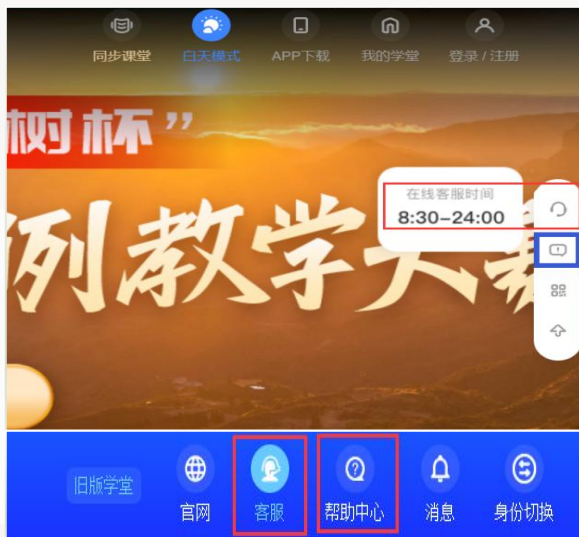 同步课堂 白天模式 APP下载 我的学堂 登录 / 注册
树杯”
例教学大赛
在线客服时间
8:30-24:00
旧版学堂 官网 客服 帮助中心 消息 身份切换